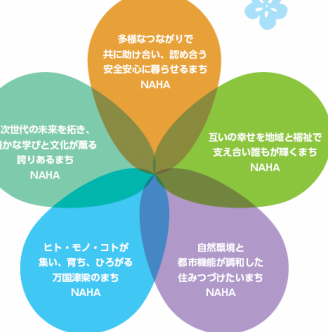 多様なつながりで
共に助け合い、認め合う
安全安心に暮らせるまち
NAHA
互いの幸せを地域と福祉で
支え合い誰もが輝くまち
NAHA
自然環境と
都市機能が調和した
住みつづけたいまち
NAHA
ヒト・モノ・コトが
集い、育ち、ひろがる
万国津梁のまち
NAHA
次世代の未来を拓き、
かな学びと文化が薫る
誇りあるまち
NAHA